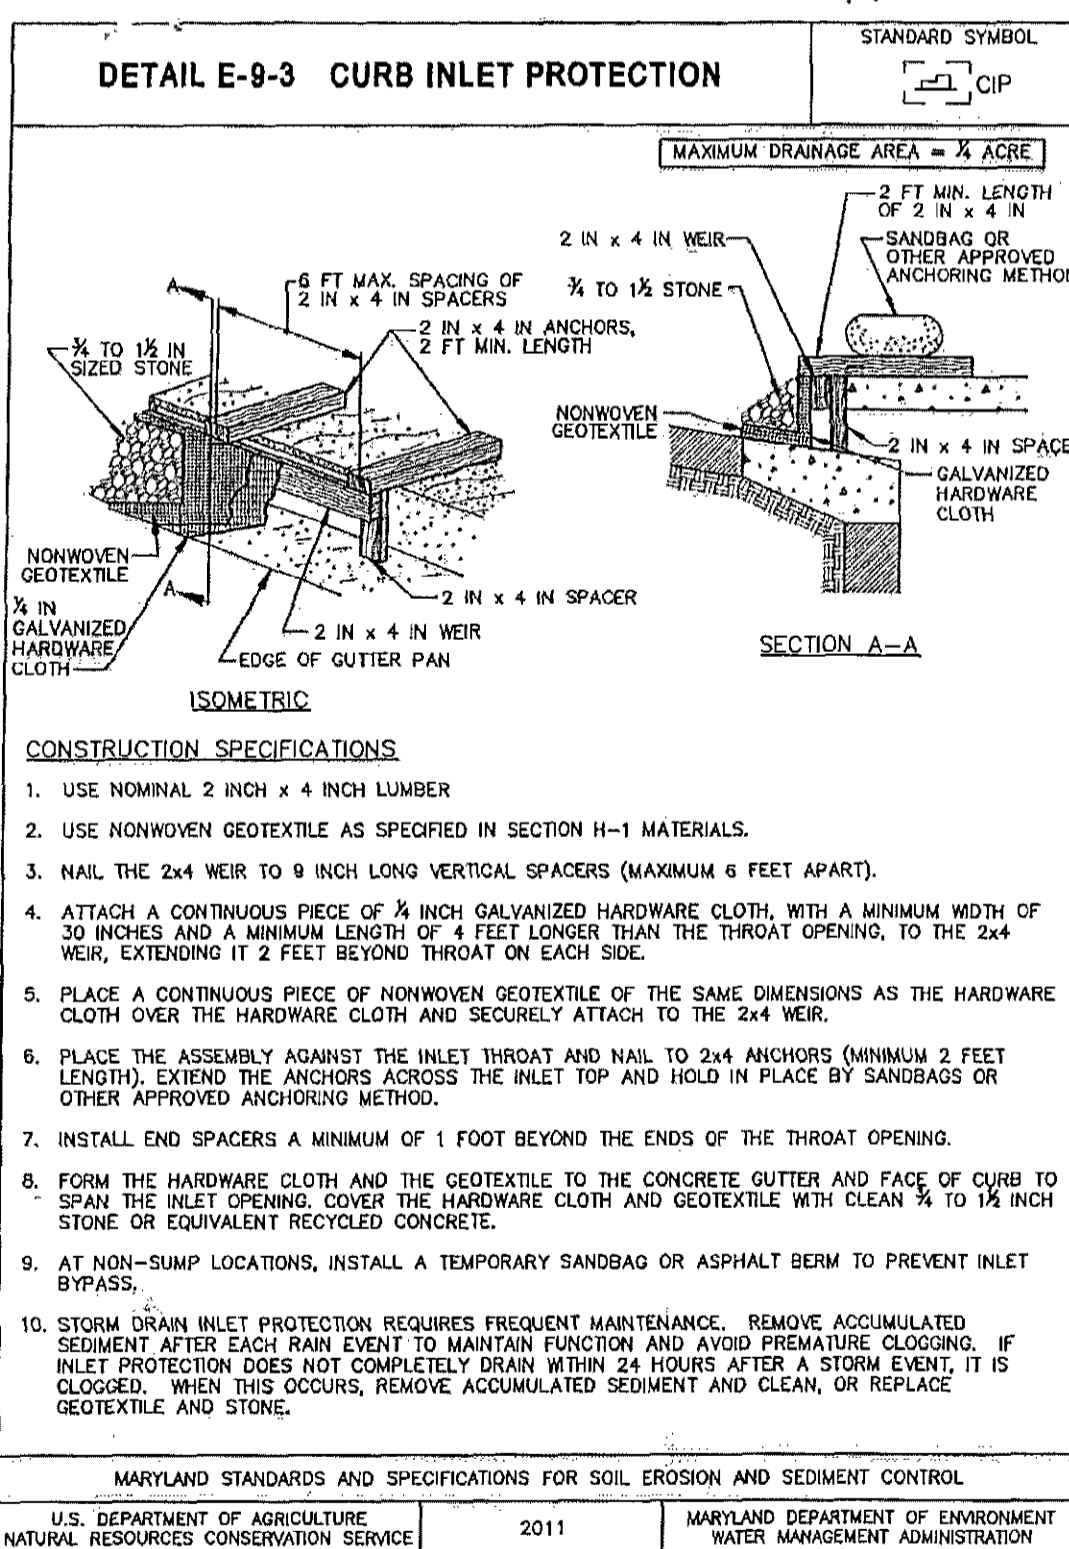 DETAIL E-9-3 CURB INLET PROTECTION
STANDARD SYMBOL
CIP
MAXIMUM DRAINAGE AREA = ¼ ACRE
2 FT MIN. LENGTH
OF 2 IN x 4 IN
2 IN x 4 IN WEIR
SANDBAG OR
OTHER APPROVED
ANCHORING METHOD
¾ TO 1½ STONE
NONWOVEN
GEOTEXTILE
2 IN x 4 IN SPACE
GALVANIZED
HARDWARE
CLOTH
SECTION A-A
A
6 FT MAX. SPACING OF
2 IN x 4 IN SPACERS
2 IN x 4 IN ANCHORS,
2 FT MIN. LENGTH
¾ TO 1½ IN
SIZED STONE
NONWOVEN
GEOTEXTILE
A
¼ IN
GALVANIZED
HARDWARE
CLOTH
2 IN x 4 IN SPACER
2 IN x 4 IN WEIR
EDGE OF GUTTER PAN
ISOMETRIC
CONSTRUCTION SPECIFICATIONS
1. USE NOMINAL 2 INCH x 4 INCH LUMBER
2. USE NONWOVEN GEOTEXTILE AS SPECIFIED IN SECTION H-1 MATERIALS.
3. NAIL THE 2x4 WEIR TO 9 INCH LONG VERTICAL SPACERS (MAXIMUM 6 FEET APART).
4. ATTACH A CONTINUOUS PIECE OF ¼ INCH GALVANIZED HARDWARE CLOTH, WITH A MINIMUM WIDTH OF
30 INCHES AND A MINIMUM LENGTH OF 4 FEET LONGER THAN THE THROAT OPENING, TO THE 2x4
WEIR, EXTENDING IT 2 FEET BEYOND THROAT ON EACH SIDE.
5. PLACE A CONTINUOUS PIECE OF NONWOVEN GEOTEXTILE OF THE SAME DIMENSIONS AS THE HARDWARE
CLOTH OVER THE HARDWARE CLOTH AND SECURELY ATTACH TO THE 2x4 WEIR.
6. PLACE THE ASSEMBLY AGAINST THE INLET THROAT AND NAIL TO 2x4 ANCHORS (MINIMUM 2 FEET
LENGTH). EXTEND THE ANCHORS ACROSS THE INLET TOP AND HOLD IN PLACE BY SANDBAGS OR
OTHER APPROVED ANCHORING METHOD.
7. INSTALL END SPACERS A MINIMUM OF 1 FOOT BEYOND THE ENDS OF THE THROAT OPENING.
8. FORM THE HARDWARE CLOTH AND THE GEOTEXTILE TO THE CONCRETE GUTTER AND FACE OF CURB TO
SPAN THE INLET OPENING. COVER THE HARDWARE CLOTH AND GEOTEXTILE WITH CLEAN ¾ TO 1½ INCH
STONE OR EQUIVALENT RECYCLED CONCRETE.
9. AT NON-SUMP LOCATIONS, INSTALL A TEMPORARY SANDBAG OR ASPHALT BERM TO PREVENT INLET
BYPASS.
10. STORM DRAIN INLET PROTECTION REQUIRES FREQUENT MAINTENANCE. REMOVE ACCUMULATED
SEDIMENT AFTER EACH RAIN EVENT TO MAINTAIN FUNCTION AND AVOID PREMATURE CLOGGING. IF
INLET PROTECTION DOES NOT COMPLETELY DRAIN WITHIN 24 HOURS AFTER A STORM EVENT, IT IS
CLOGGED. WHEN THIS OCCURS, REMOVE ACCUMULATED SEDIMENT AND CLEAN, OR REPLACE
GEOTEXTILE AND STONE.
MARYLAND STANDARDS AND SPECIFICATIONS FOR SOIL EROSION AND SEDIMENT CONTROL
U.S. DEPARTMENT OF AGRICULTURE
NATURAL RESOURCES CONSERVATION SERVICE
2011
MARYLAND DEPARTMENT OF ENVIRONMENT
WATER MANAGEMENT ADMINISTRATION